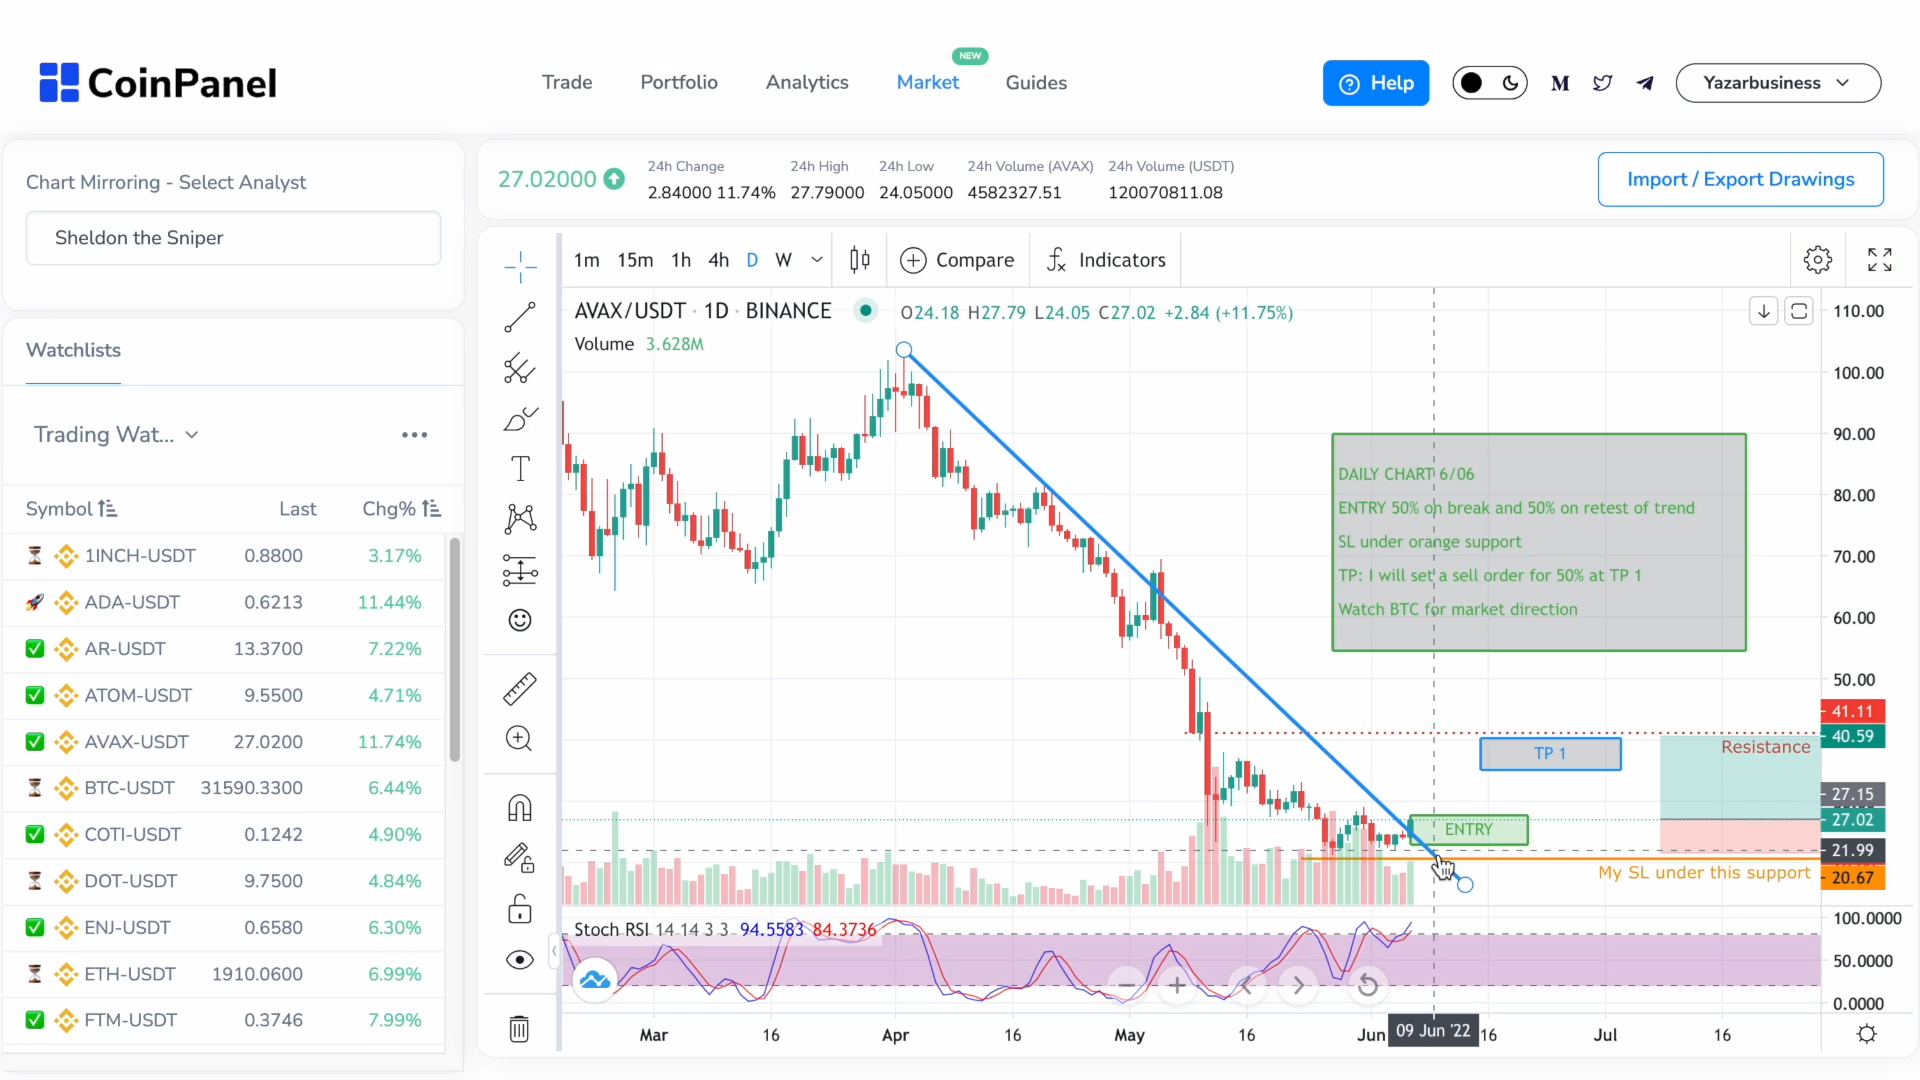 CoinPanel
Trade
Portfolio
Analytics
Market
NEW
Guides
Help
M
Yazarbusiness
Chart Mirroring - Select Analyst
Sheldon the Sniper
27.02000
24h Change
2.84000 11.74%
24h High
27.79000
24h Low
24.05000
24h Volume (AVAX)
4582327.51
24h Volume (USDT)
120070811.08
Import / Export Drawings
Watchlists
Trading Wat...
Symbol Last Chg%
1INCH-USDT 0.8800 3.17%
ADA-USDT 0.6213 11.44%
AR-USDT 13.3700 7.22%
ATOM-USDT 9.5500 4.71%
AVAX-USDT 27.0200 11.74%
BTC-USDT 31590.3300 6.44%
COTI-USDT 0.1242 4.90%
DOT-USDT 9.7500 4.84%
ENJ-USDT 0.6580 6.30%
ETH-USDT 1910.0600 6.99%
FTM-USDT 0.3746 7.99%
1m 15m 1h 4h D W
Compare
Indicators
AVAX/USDT · 1D · BINANCE
O24.18 H27.79 L24.05 C27.02 +2.84 (+11.75%)
Volume 3.628M
DAILY CHART 6/06
ENTRY 50% on break and 50% on retest of trend
SL under orange support
TP: I will set a sell order for 50% at TP 1
Watch BTC for market direction
TP 1
Resistance
ENTRY
My SL under this support
110.00
100.00
90.00
80.00
70.00
60.00
50.00
41.11
40.59
27.15
27.02
21.99
20.67
Stoch RSI 14 14 3 3 94.5583 84.3736
100.0000
50.0000
0.0000
Mar 16 Apr 16 May 16 Jun 09 Jun '22 16 Jul 16